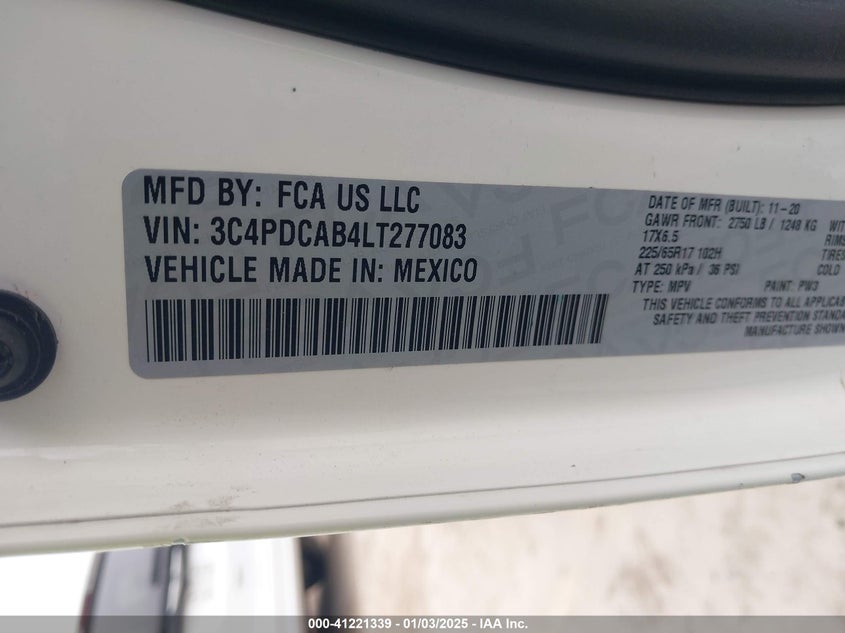 MFD BY: FCA US LLC
VIN: 3C4PDCAB4LT277083
VEHICLE MADE IN: MEXICO
DATE OF MFR (BUILT): 11-20
GAWR FRONT: 2750 LB / 1248 KG WIT
17X6.5 RIMS
225/65R17 102H TIRES
AT 250 kPa / 36 PSI COLD
TYPE: MPV PAINT: PW3
THIS VEHICLE CONFORMS TO ALL APPLICAB
SAFETY AND THEFT PREVENTION STANDA
MANUFACTURE SHOWN
000-41221339 - 01/03/2025 - IAA Inc.